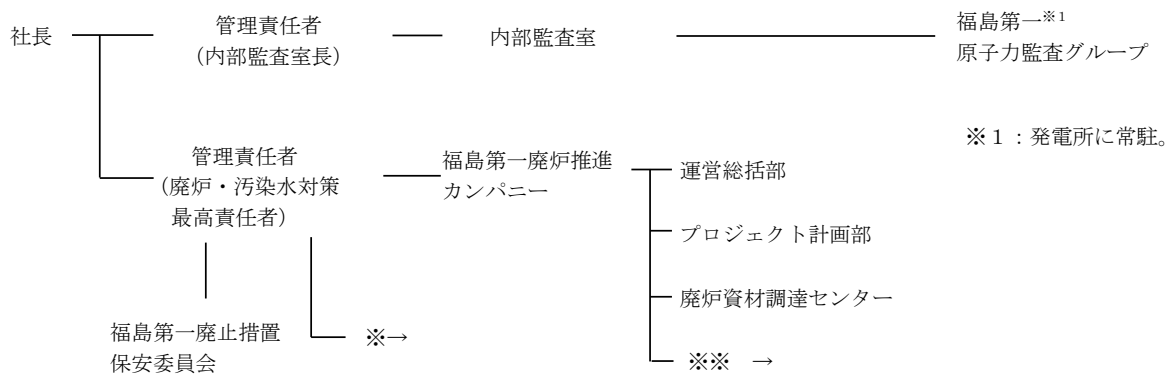 社長
管理責任者
(内部監査室長)
内部監査室
福島第一※1
原子力監査グループ
※1:発電所に常駐。
管理責任者
(廃炉・汚染水対策
最高責任者)
福島第一廃炉推進
カンパニー
運営総括部
プロジェクト計画部
廃炉資材調達センター
福島第一廃止措置
保安委員会
※→
※※ →